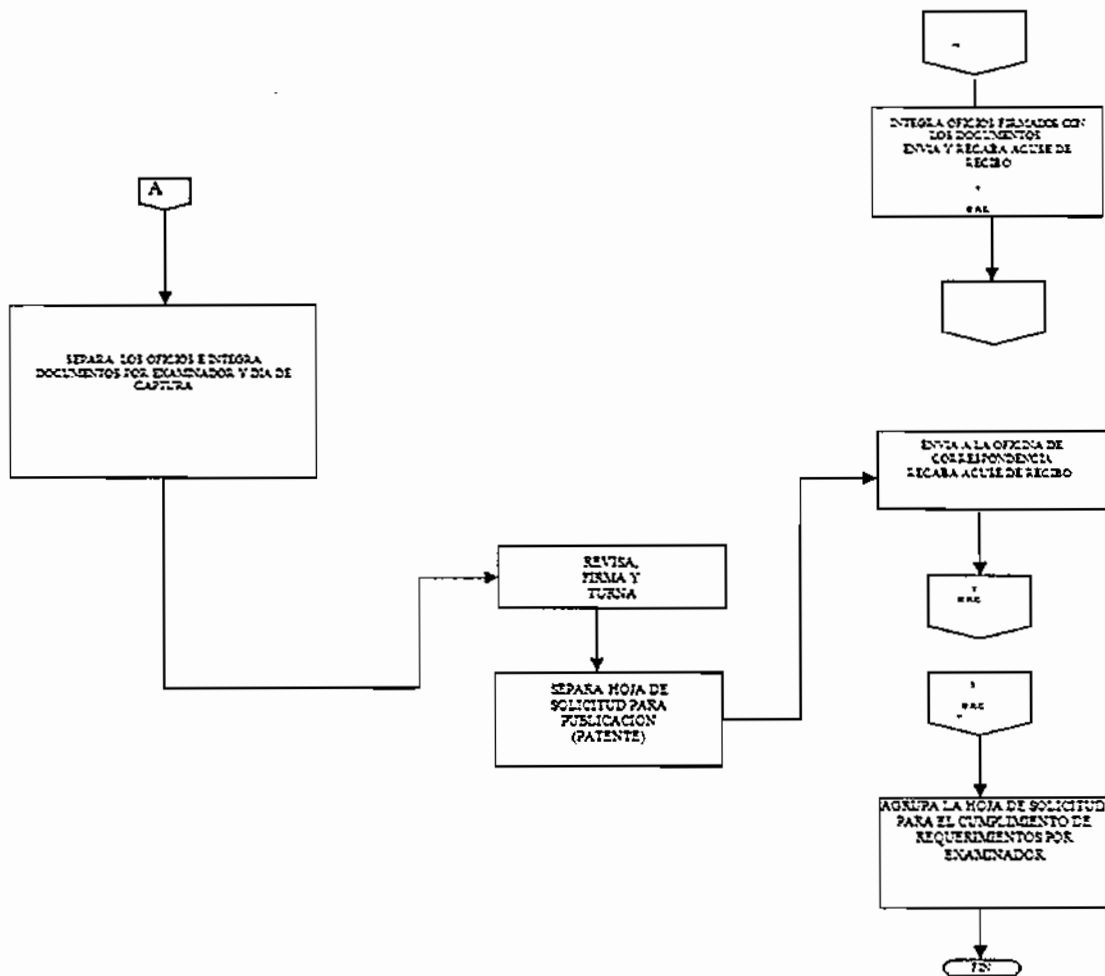 INTEGRA OFICIOS FIRMADOS CON
LOS DOCUMENTOS
ENVIA Y RECABA ACUSE DE
RECIBO
A
SEPARA LOS OFICIOS E INTEGRA
DOCUMENTOS POR EXAMINADOR Y DIA DE
CAPTURA
ENVIA A LA OFICINA DE
CORRESPONDENCIA
RECABA ACUSE DE RECIBO
REVISA,
FIRMA Y
TURNA
SEPARA HOJA DE
SOLICITUD PARA
PUBLICACION
(PATENTE)
AGRUPA LA HOJA DE SOLICITUD
PARA EL CUMPLIMIENTO DE
REQUERIMIENTOS POR
EXAMINADOR
FIN